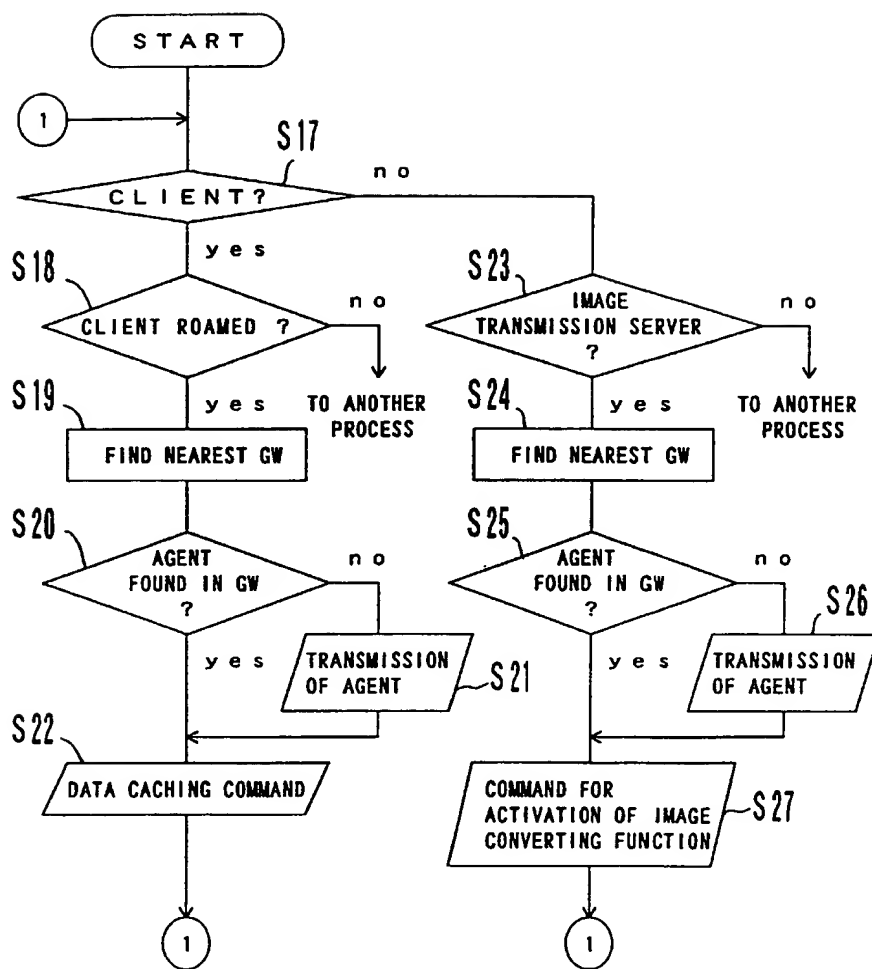 START
1
S17
CLIENT?
no
yes
S18
CLIENT ROAMED ?
no
yes
TO ANOTHER
PROCESS
S19
FIND NEAREST GW
S20
AGENT
FOUND IN GW
?
no
yes
TRANSMISSION
OF AGENT
S21
S22
DATA CACHING COMMAND
1
S23
IMAGE
TRANSMISSION SERVER
?
no
yes
TO ANOTHER
PROCESS
S24
FIND NEAREST GW
S25
AGENT
FOUND IN GW
?
no
yes
S26
TRANSMISSION
OF AGENT
COMMAND FOR
ACTIVATION OF IMAGE
CONVERTING FUNCTION
S27
1